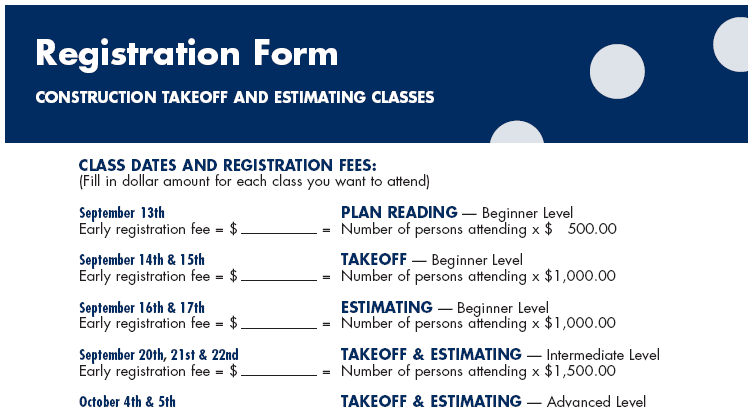 Registration Form
CONSTRUCTION TAKEOFF AND ESTIMATING CLASSES
CLASS DATES AND REGISTRATION FEES:
(Fill in dollar amount for each class you want to attend)
September 13th PLAN READING — Beginner Level
Early registration fee = $ __________ = Number of persons attending x $ 500.00
September 14th & 15th TAKEOFF — Beginner Level
Early registration fee = $ __________ = Number of persons attending x $1,000.00
September 16th & 17th ESTIMATING — Beginner Level
Early registration fee = $ __________ = Number of persons attending x $1,000.00
September 20th, 21st & 22nd TAKEOFF & ESTIMATING — Intermediate Level
Early registration fee = $ __________ = Number of persons attending x $1,500.00
October 4th & 5th TAKEOFF & ESTIMATING — Advanced Level